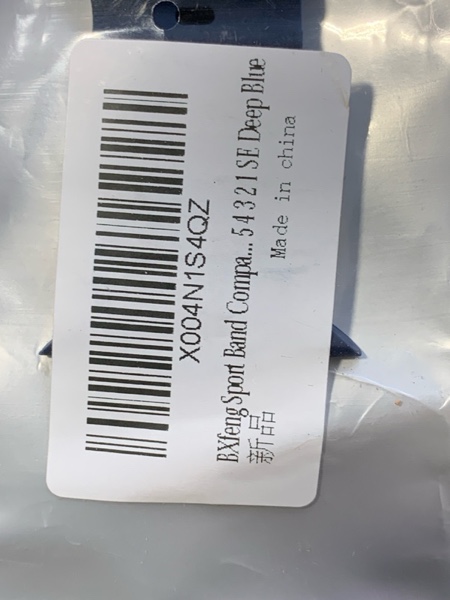 X004N1S4QZ
BXfeng Sport Band Compa... 5 4 3 2 1 SE Deep Blue
新品
Made in china